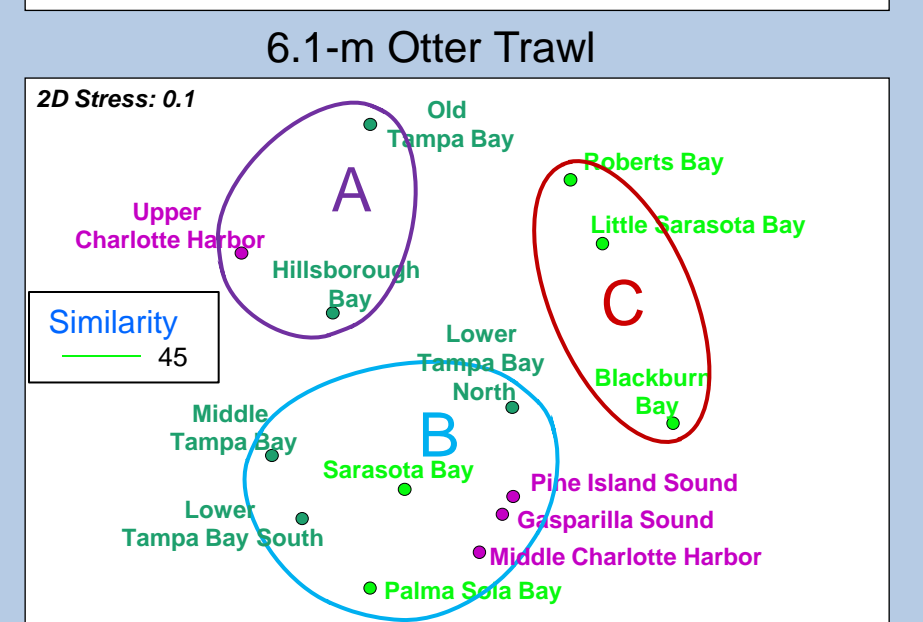 6.1-m Otter Trawl
2D Stress: 0.1
Old
Tampa Bay
A
Roberts Bay
Upper
Charlotte Harbor
Little Sarasota Bay
Hillsborough
Bay
C
Similarity
45
Lower
Tampa Bay
North
Blackburn
Bay
Middle
Tampa Bay
B
Sarasota Bay
Pine Island Sound
Lower
Tampa Bay South
Gasparilla Sound
Middle Charlotte Harbor
Palma Sola Bay